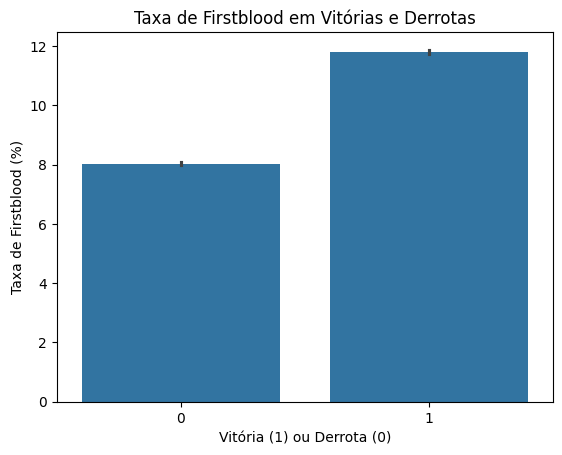 Taxa de Firstblood em Vitórias e Derrotas
12
10
8
6
4
2
0
Taxa de Firstblood (%)
0 1
Vitória (1) ou Derrota (0)